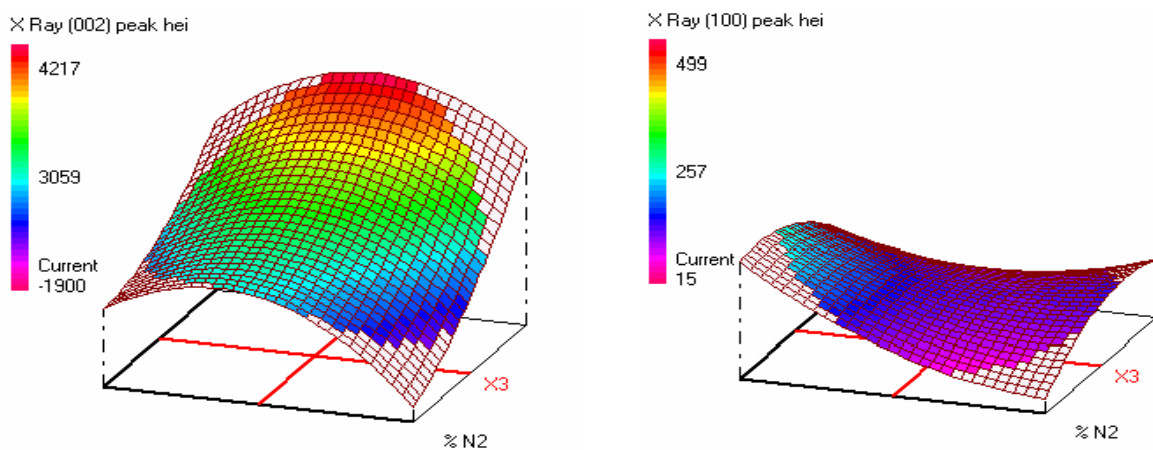 X Ray (002) peak hei
4217
3059
Current
-1900
X3
% N2
X Ray (100) peak hei
499
257
Current
15
X3
% N2